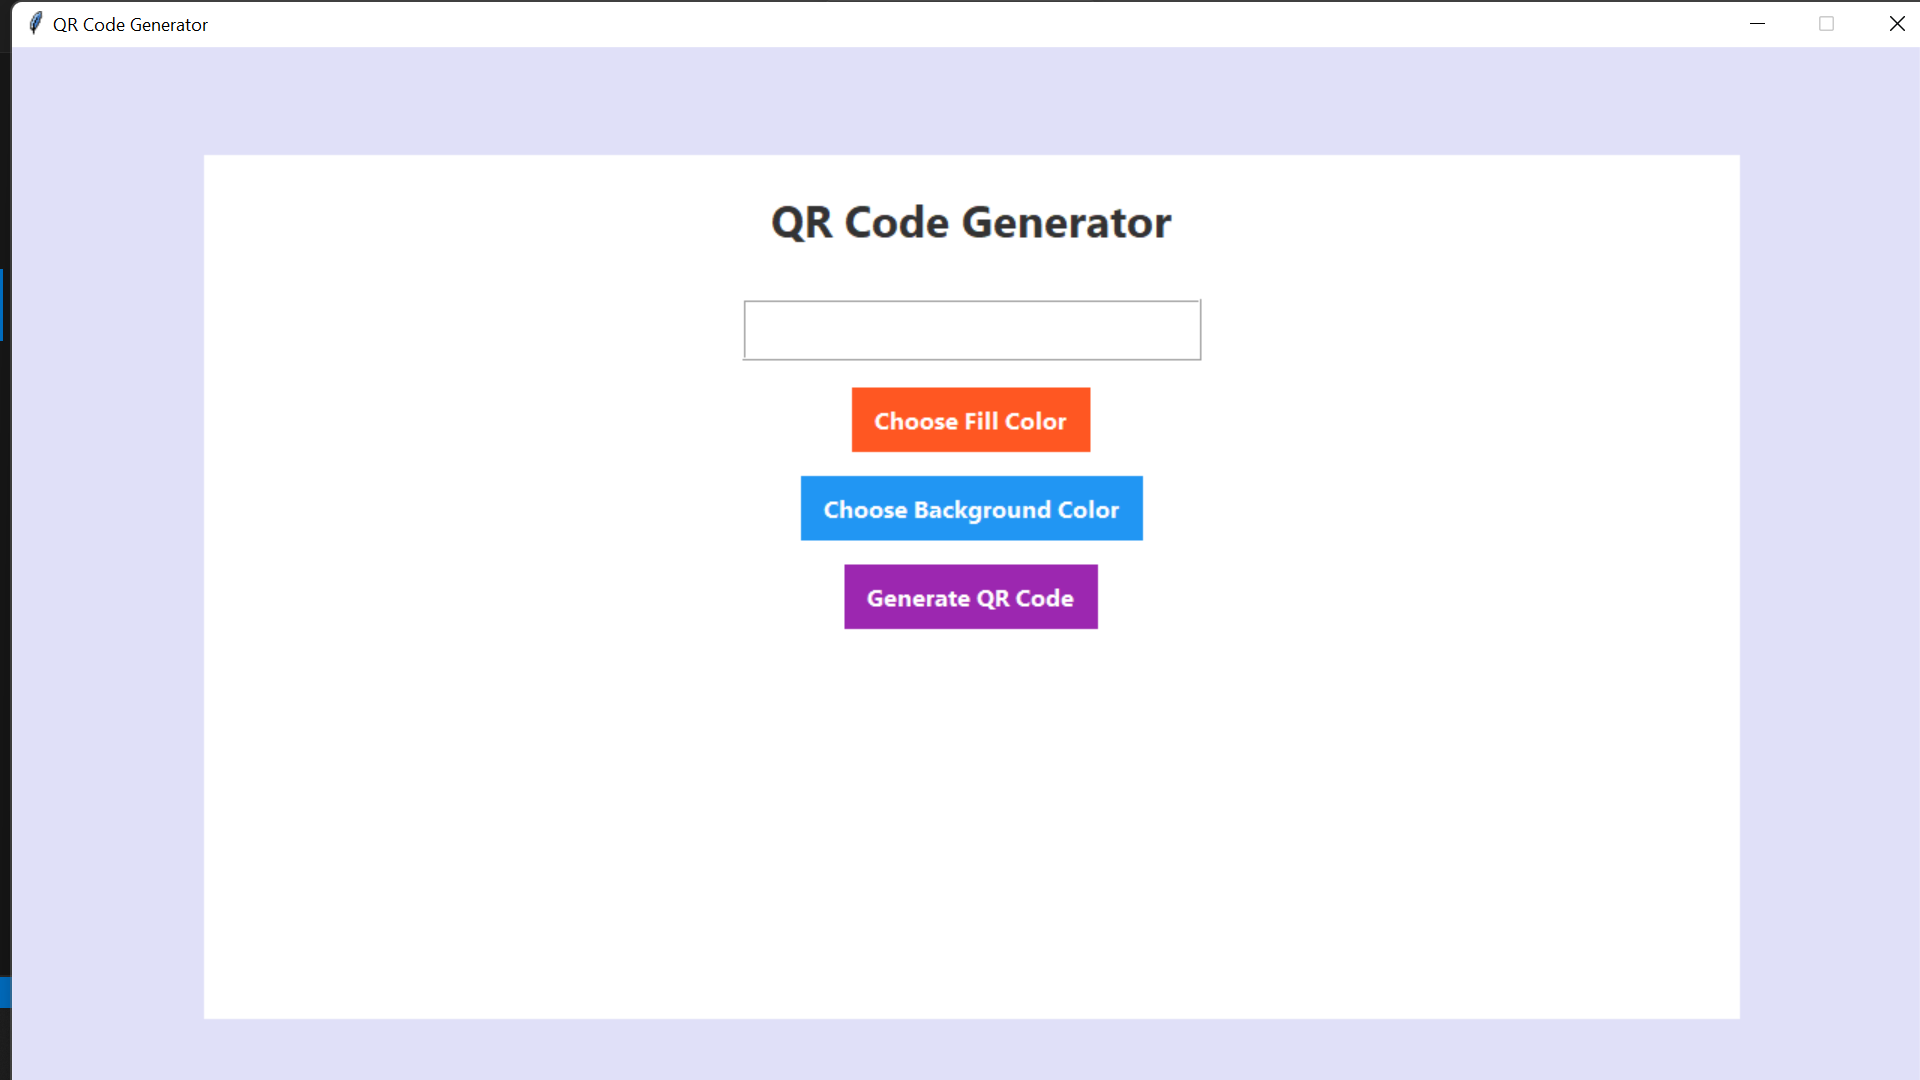 QR Code Generator
QR Code Generator
Choose Fill Color
Choose Background Color
Generate QR Code